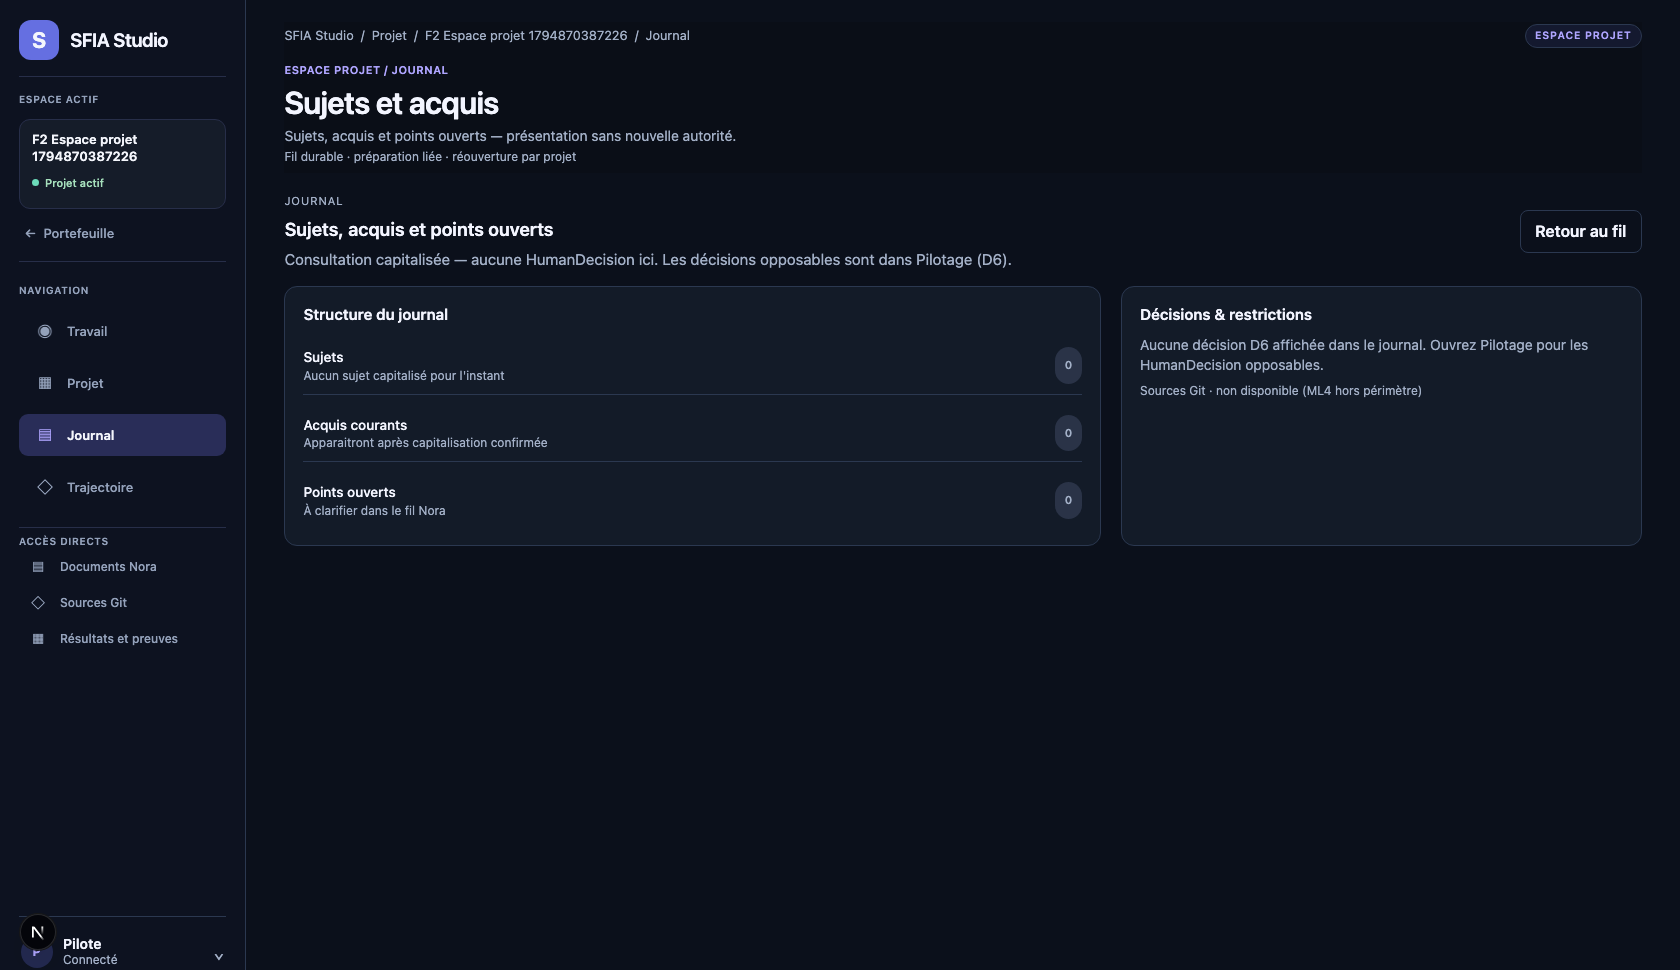 S
SFIA Studio
ESPACE ACTIF
F2 Espace projet
1794870387226
Projet actif
← Portefeuille
NAVIGATION
Travail
Projet
Journal
Trajectoire
ACCÈS DIRECTS
Documents Nora
Sources Git
Résultats et preuves
N
P
Pilote
Connecté
SFIA Studio / Projet / F2 Espace projet 1794870387226 / Journal
ESPACE PROJET
ESPACE PROJET / JOURNAL
Sujets et acquis
Sujets, acquis et points ouverts — présentation sans nouvelle autorité.
Fil durable · préparation liée · réouverture par projet
JOURNAL
Sujets, acquis et points ouverts
Consultation capitalisée — aucune HumanDecision ici. Les décisions opposables sont dans Pilotage (D6).
Retour au fil
Structure du journal
Sujets
Aucun sujet capitalisé pour l'instant
0
Acquis courants
Apparaitront après capitalisation confirmée
0
Points ouverts
À clarifier dans le fil Nora
0
Décisions & restrictions
Aucune décision D6 affichée dans le journal. Ouvrez Pilotage pour les
HumanDecision opposables.
Sources Git · non disponible (ML4 hors périmètre)